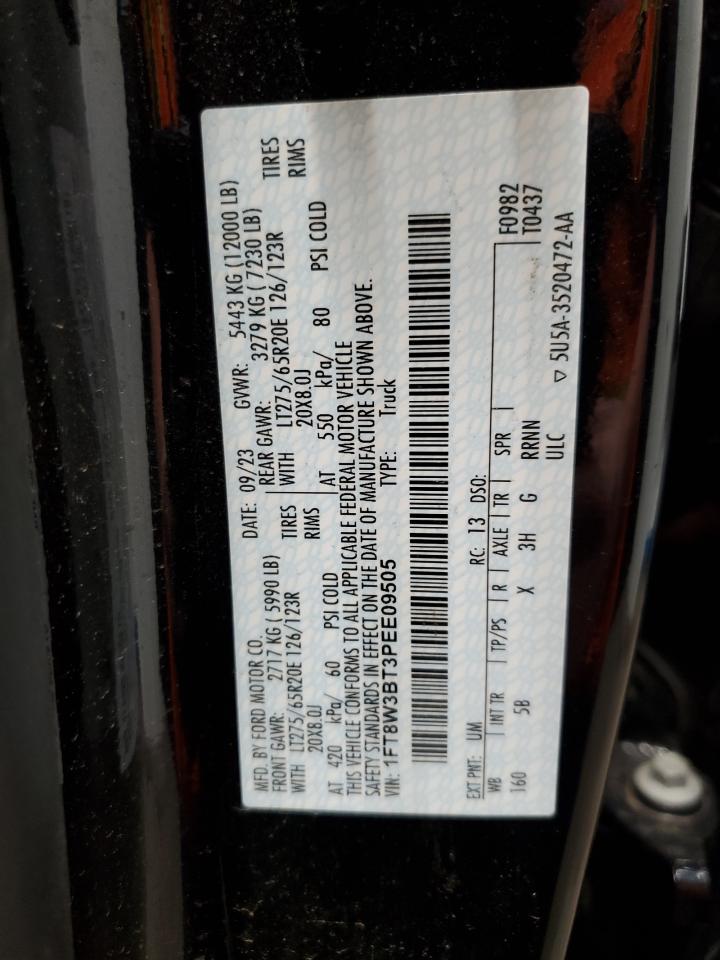 MFD. BY FORD MOTOR CO.
DATE: 09/23 GVWR: 5443 KG (12000 LB)
FRONT GAWR: 2717 KG ( 5990 LB)
REAR GAWR: 3279 KG ( 7230 LB)
WITH LT275/65R20E 126/123R TIRES
WITH LT275/65R20E 126/123R TIRES
20X8.0J RIMS
20X8.0J RIMS
AT 420 kPa/ 60 PSI COLD
AT 550 kPa/ 80 PSI COLD
THIS VEHICLE CONFORMS TO ALL APPLICABLE FEDERAL MOTOR VEHICLE
SAFETY STANDARDS IN EFFECT ON THE DATE OF MANUFACTURE SHOWN ABOVE.
VIN: 1FT8W3BT3PEE09505 TYPE: Truck
EXT PNT: UM RC: 13 DSO:
WB INT TR TP/PS R AXLE TR SPR F0982
160 5B X 3H G RRNN T0437
ULC
▽ 5U5A-3520472-AA